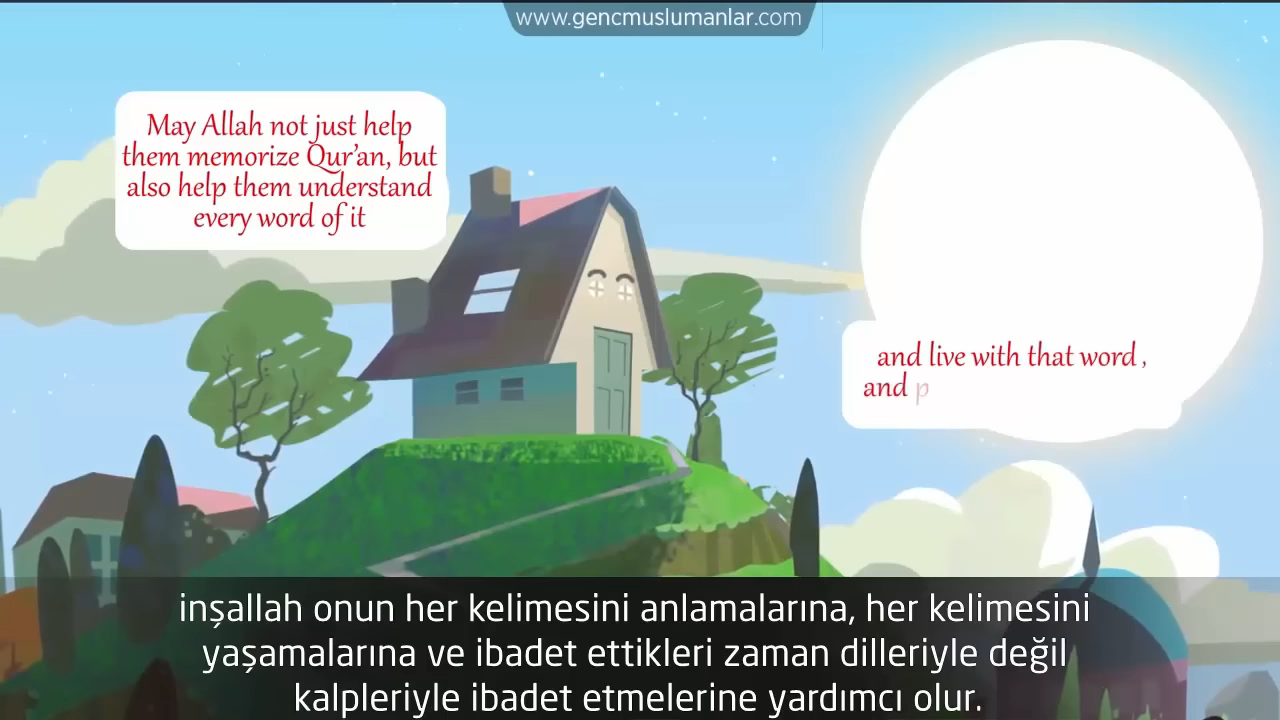 www.gencmuslumanlar.com
May Allah not just help
them memorize Qur'an, but
also help them understand
every word of it
and live with that word,
and p
inşallah onun her kelimesini anlamalarına, her kelimesini
yaşamalarına ve ibadet ettikleri zaman dilleriyle değil
kalpleriyle ibadet etmelerine yardımcı olur.